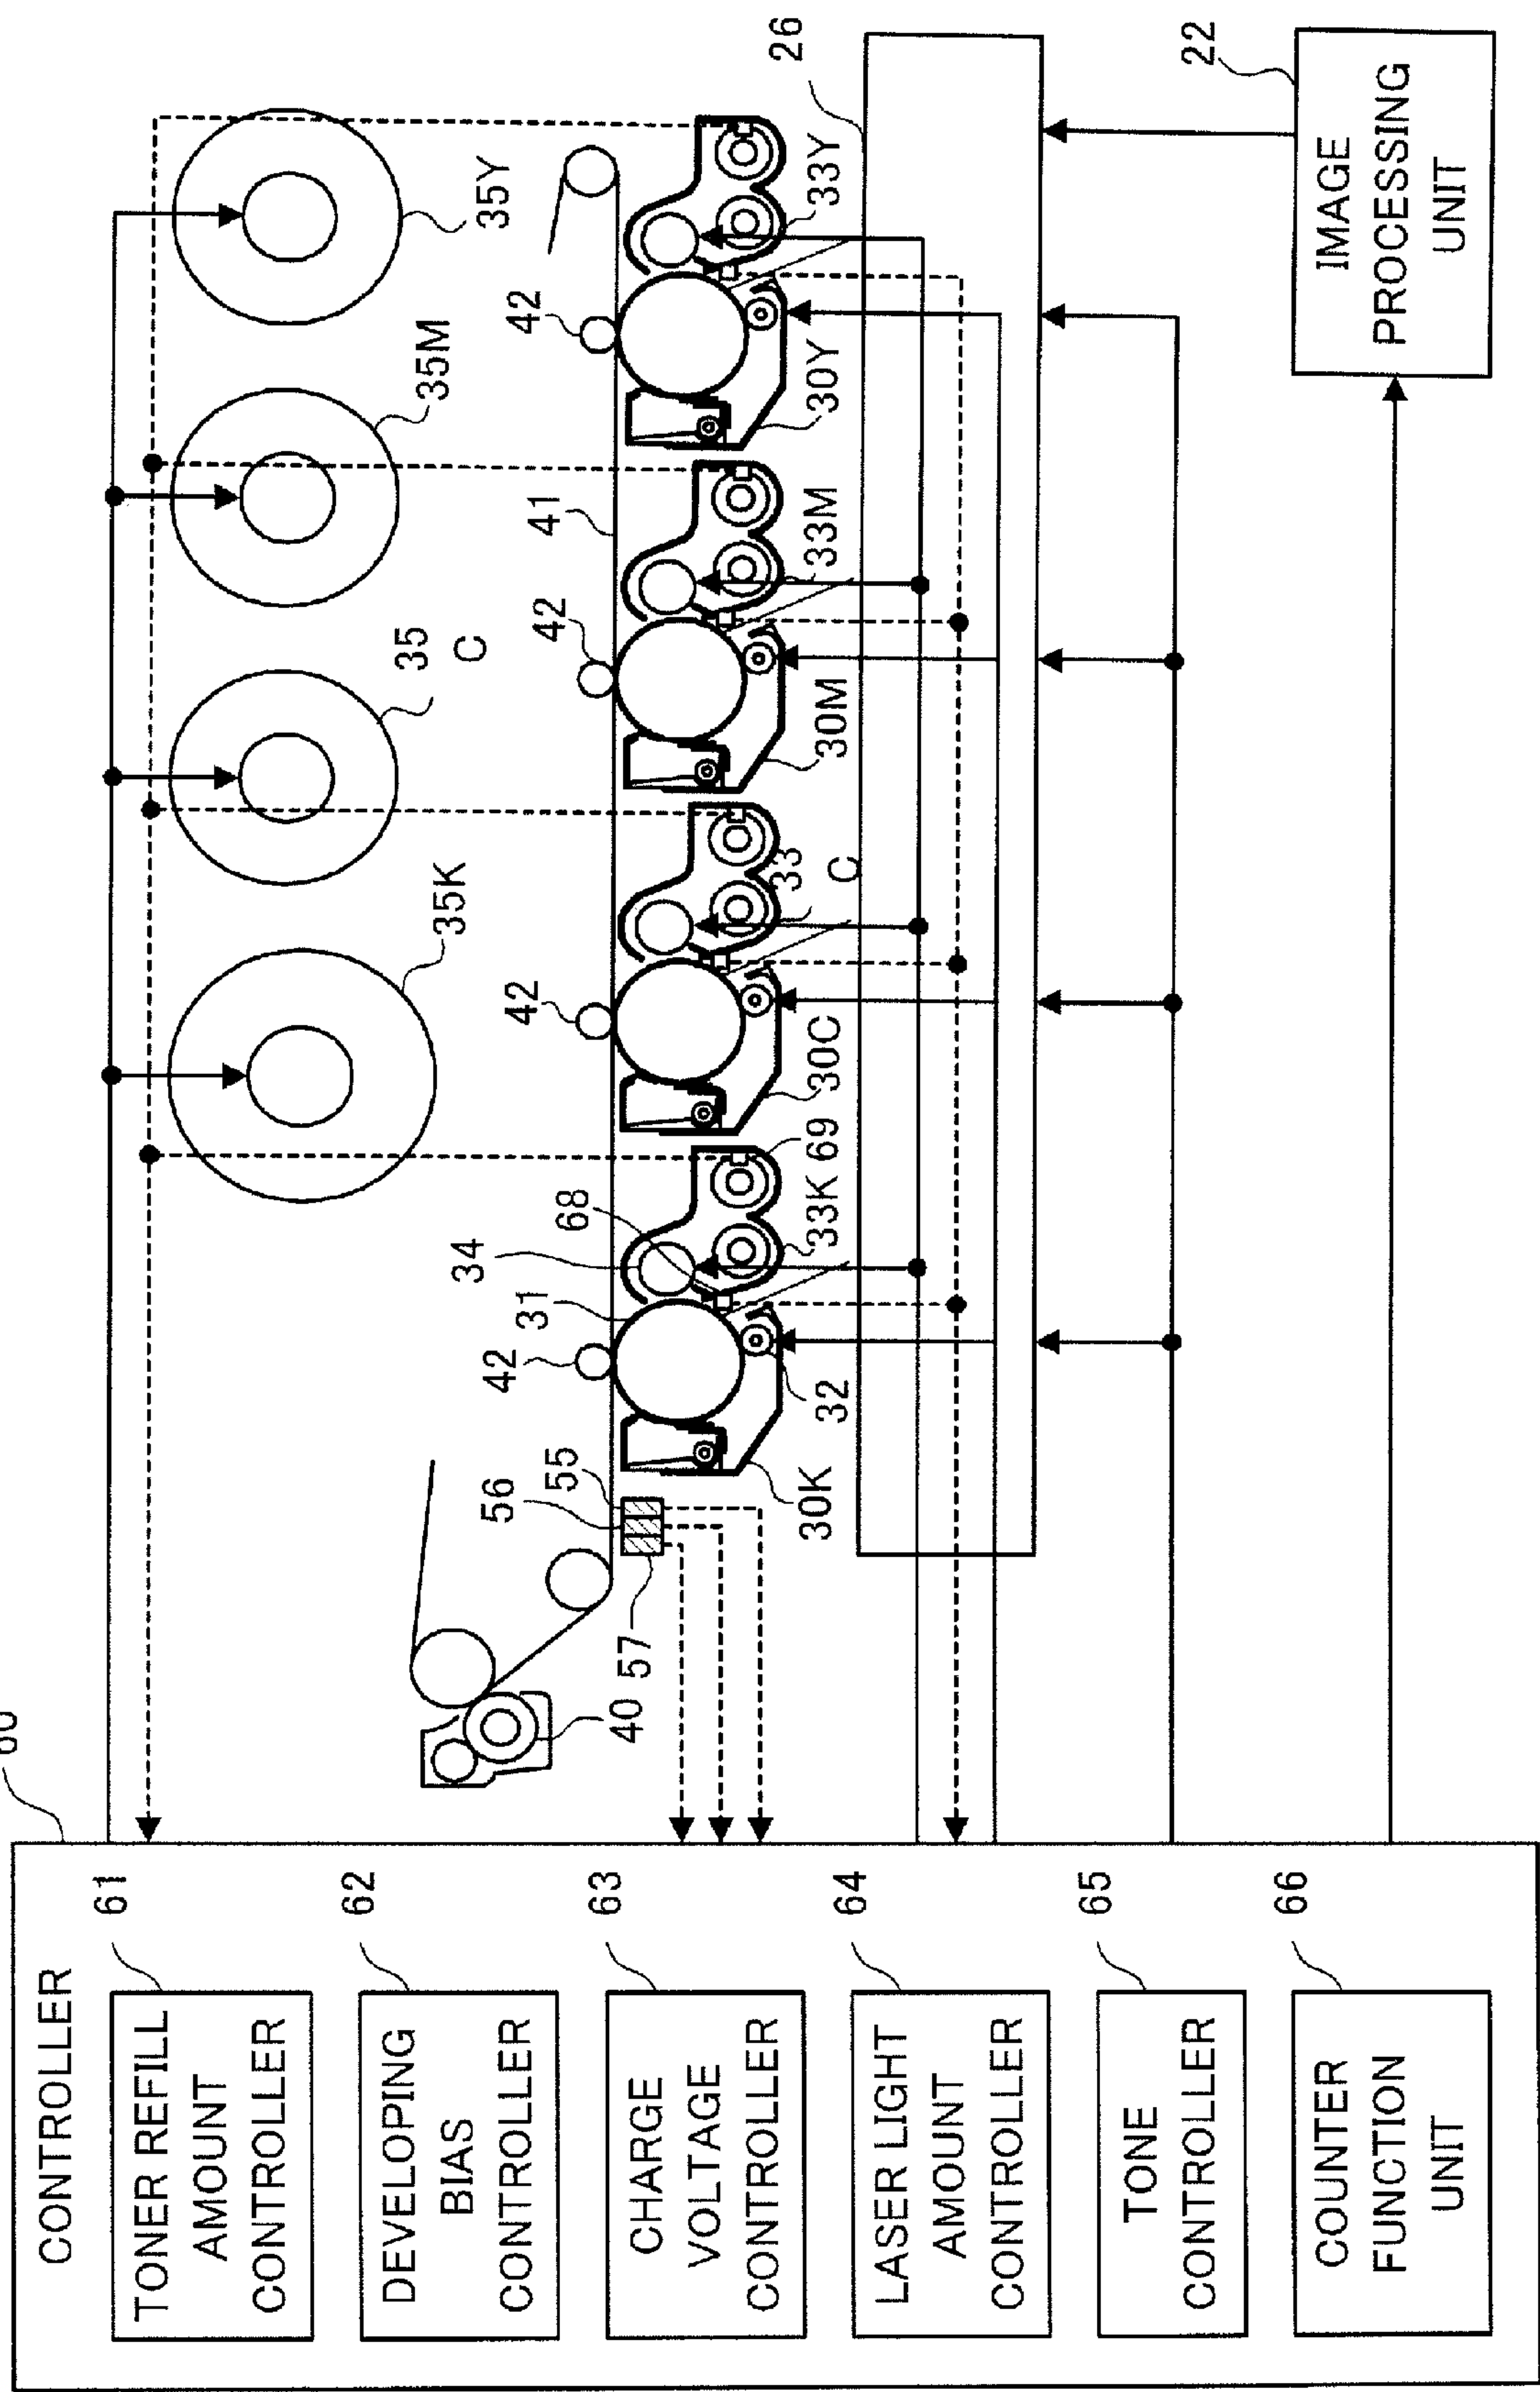 CONTROLLER
61
TONER REFILL
AMOUNT
CONTROLLER
62
DEVELOPING
BIAS
CONTROLLER
63
CHARGE
VOLTAGE
CONTROLLER
64
LASER LIGHT
AMOUNT
CONTROLLER
65
TONE
CONTROLLER
66
COUNTER
FUNCTION
UNIT
35K
35
C
35M
35Y
40
57
56
55
42
31
34
68
42
42
41
42
30K
32
33K
69
30C
33
C
30M
33M
30Y
33Y
26
22
IMAGE
PROCESSING
UNIT